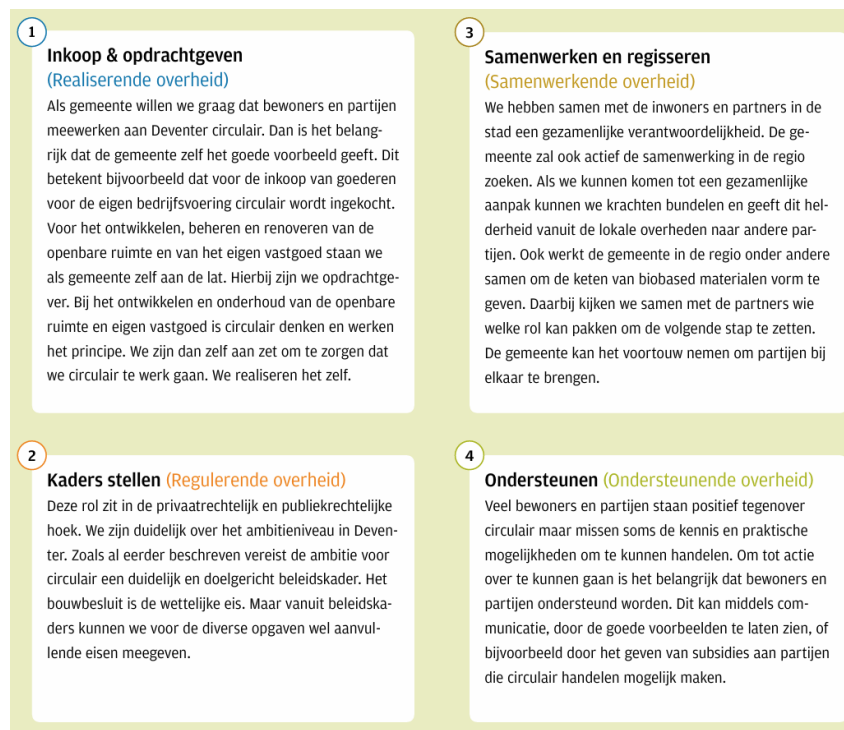 1
Inkoop & opdrachtgeven
(Realiserende overheid)
Als gemeente willen we graag dat bewoners en partijen
meewerken aan Deventer circulair. Dan is het belang-
rijk dat de gemeente zelf het goede voorbeeld geeft. Dit
betekent bijvoorbeeld dat voor de inkoop van goederen
voor de eigen bedrijfsvoering circulair wordt ingekocht.
Voor het ontwikkelen, beheren en renoveren van de
openbare ruimte en van het eigen vastgoed staan we
als gemeente zelf aan de lat. Hierbij zijn we opdrachtge-
ver. Bij het ontwikkelen en onderhoud van de openbare
ruimte en eigen vastgoed is circulair denken en werken
het principe. We zijn dan zelf aan zet om te zorgen dat
we circulair te werk gaan. We realiseren het zelf.
2
Kaders stellen (Regulerende overheid)
Deze rol zit in de privaatrechtelijk en publiekrechtelijke
hoek. We zijn duidelijk over het ambitieniveau in Deven-
ter. Zoals al eerder beschreven vereist de ambitie voor
circulair een duidelijk en doelgericht beleidskader. Het
bouwbesluit is de wettelijke eis. Maar vanuit beleidska-
ders kunnen we voor de diverse opgaven wel aanvul-
lende eisen meegeven.
3
Samenwerken en regisseren
(Samenwerkende overheid)
We hebben samen met de inwoners en partners in de
stad een gezamenlijke verantwoordelijkheid. De ge-
meente zal ook actief de samenwerking in de regio
zoeken. Als we kunnen komen tot een gezamenlijke
aanpak kunnen we krachten bundelen en geeft dit hel-
derheid vanuit de lokale overheden naar andere par-
tijen. Ook werkt de gemeente in de regio onder andere
samen om de keten van biobased materialen vorm te
geven. Daarbij kijken we samen met de partners wie
welke rol kan pakken om de volgende stap te zetten.
De gemeente kan het voortouw nemen om partijen bij
elkaar te brengen.
4
Ondersteunen (Ondersteunende overheid)
Veel bewoners en partijen staan positief tegenover
circulair maar missen soms de kennis en praktische
mogelijkheden om te kunnen handelen. Om tot actie
over te kunnen gaan is het belangrijk dat bewoners en
partijen ondersteund worden. Dit kan middels com-
municatie, door de goede voorbeelden te laten zien, of
bijvoorbeeld door het geven van subsidies aan partijen
die circulair handelen mogelijk maken.